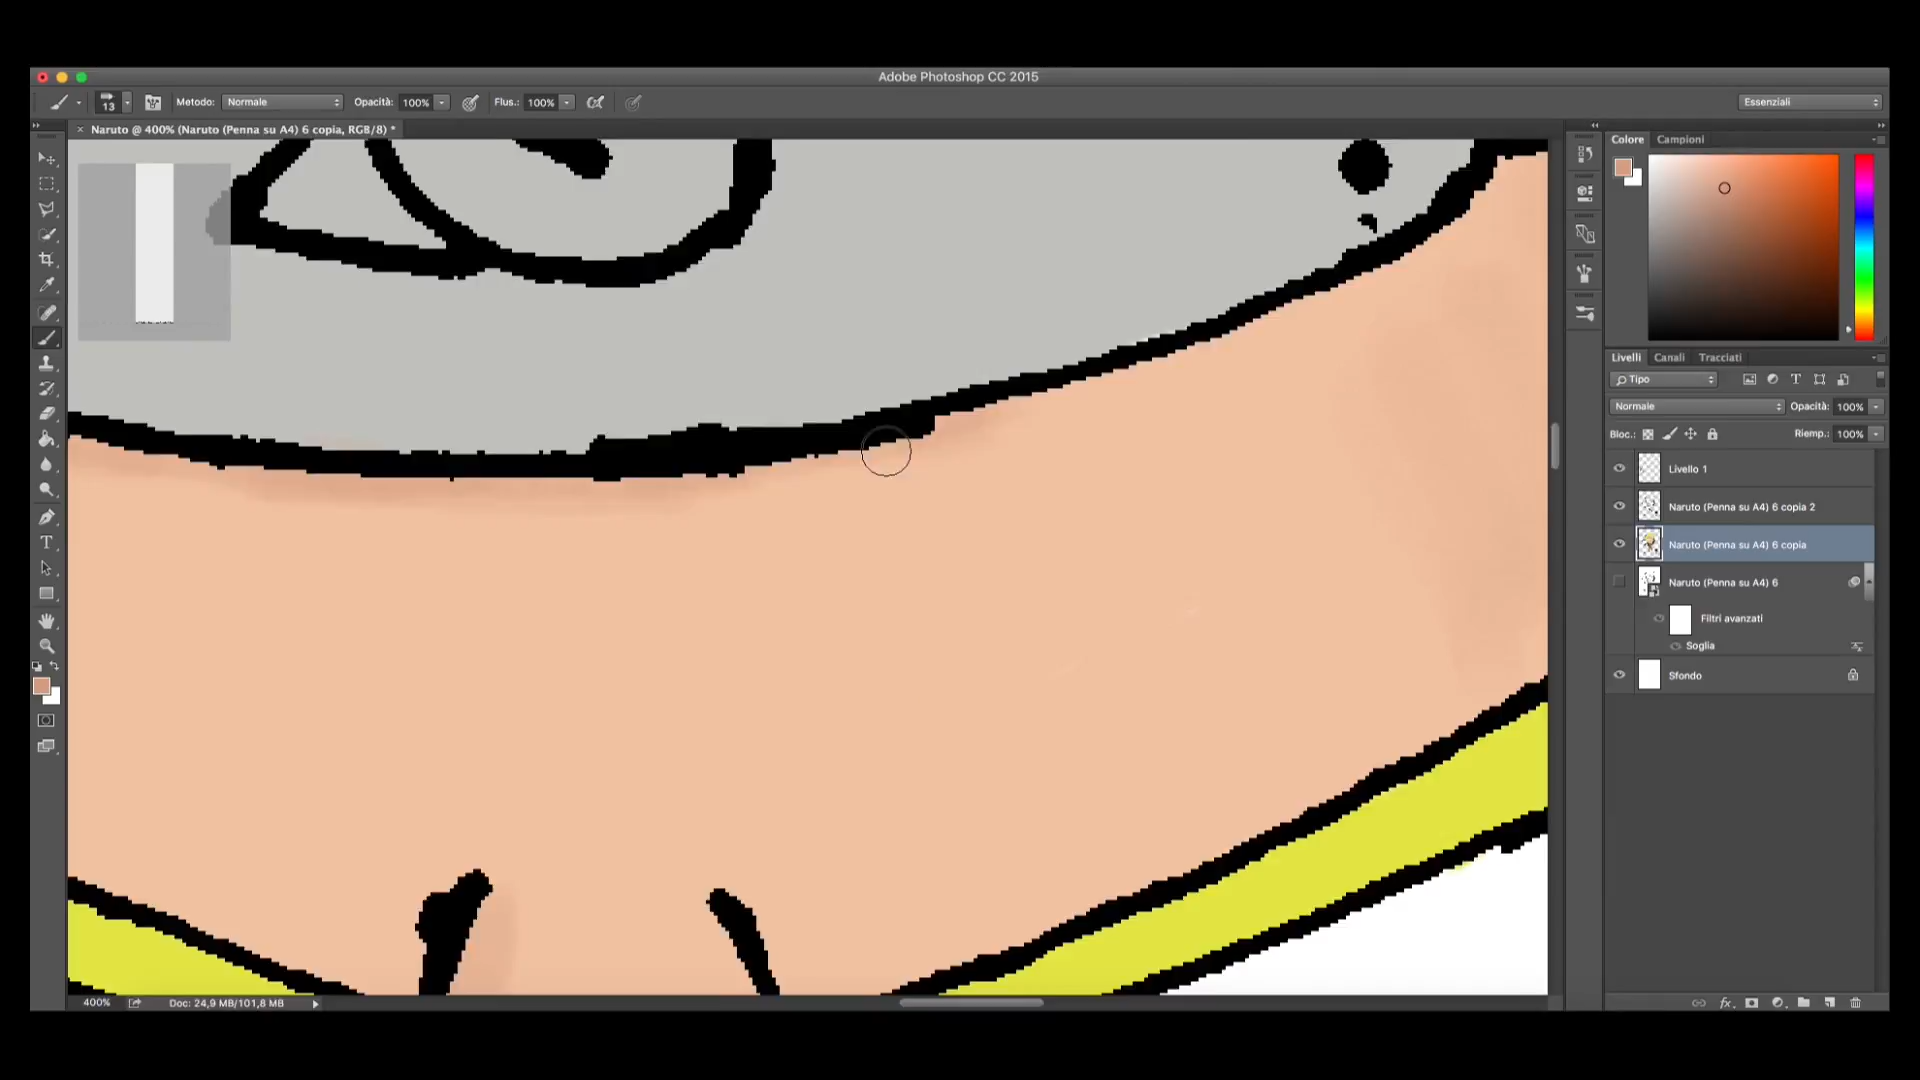 Adobe Photoshop CC 2015
13 Metodo: Normale Opacità: 100% Flus.: 100% Essenziali
× Naruto @ 400% (Naruto (Penna su A4) 6 copia, RGB/8) *
Colore Campioni
Livelli Canali Tracciati
Tipo
Normale Opacità: 100%
Bloc.: Riemp.: 100%
Livello 1
Naruto (Penna su A4) 6 copia 2
Naruto (Penna su A4) 6 copia
Naruto (Penna su A4) 6
Filtri avanzati
Soglia
Sfondo
400% Doc: 24,9 MB/101,8 MB
fx